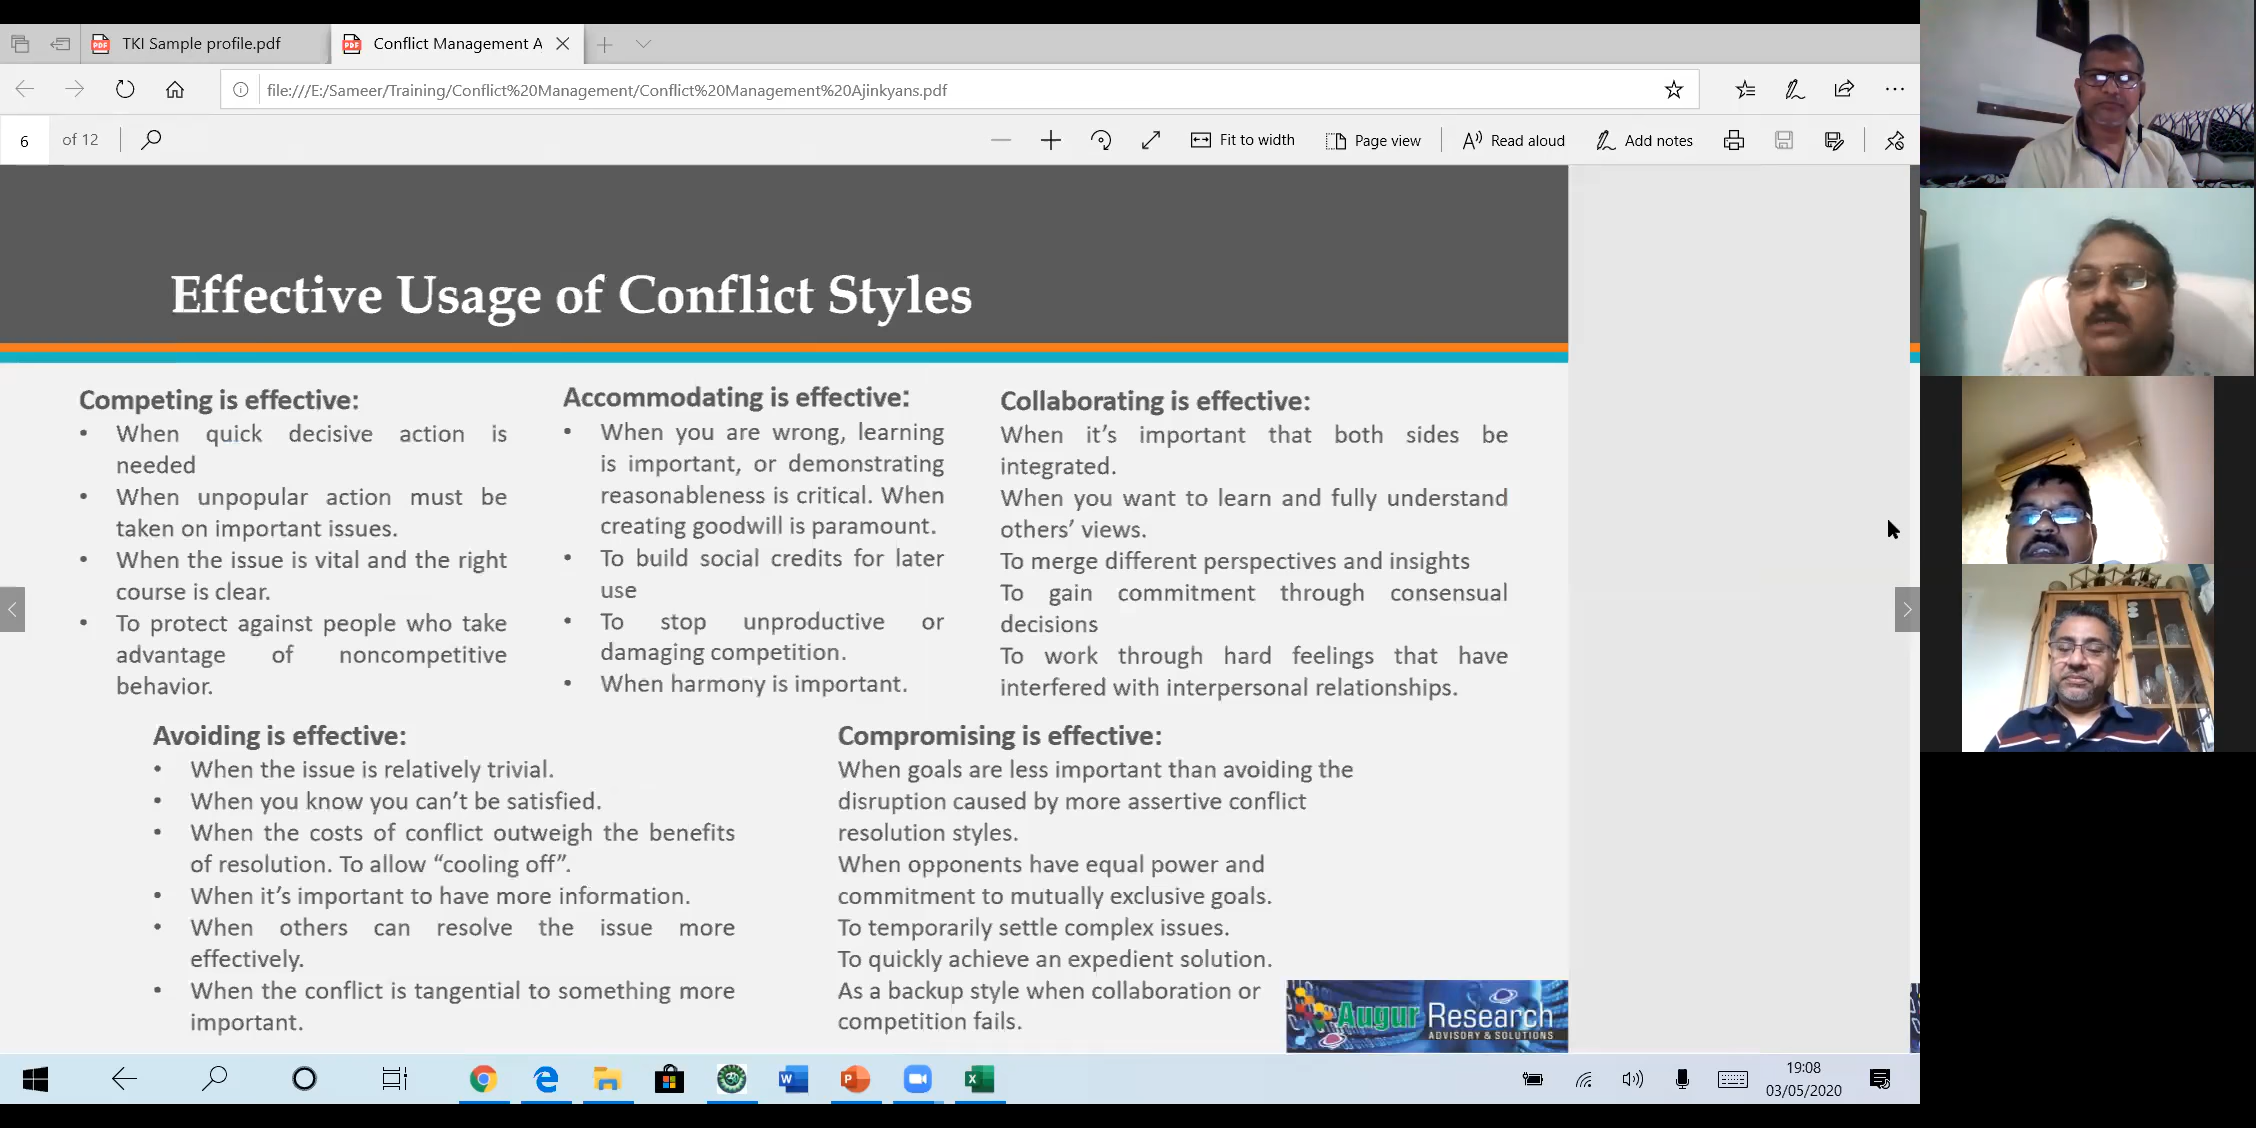 TKI Sample profile.pdf
Conflict Management A
file:///E:/Sameer/Training/Conflict%20Management/Conflict%20Management%20Ajinkyans.pdf
6 of 12
Fit to width
Page view
Read aloud
Add notes
Effective Usage of Conflict Styles
Competing is effective:
• When quick decisive action is
needed
• When unpopular action must be
taken on important issues.
• When the issue is vital and the right
course is clear.
• To protect against people who take
advantage of noncompetitive
behavior.
Accommodating is effective:
• When you are wrong, learning
is important, or demonstrating
reasonableness is critical. When
creating goodwill is paramount.
• To build social credits for later
use
• To stop unproductive or
damaging competition.
• When harmony is important.
Collaborating is effective:
When it’s important that both sides be
integrated.
When you want to learn and fully understand
others’ views.
To merge different perspectives and insights
To gain commitment through consensual
decisions
To work through hard feelings that have
interfered with interpersonal relationships.
Avoiding is effective:
• When the issue is relatively trivial.
• When you know you can’t be satisfied.
• When the costs of conflict outweigh the benefits
of resolution. To allow “cooling off”.
• When it’s important to have more information.
• When others can resolve the issue more
effectively.
• When the conflict is tangential to something more
important.
Compromising is effective:
When goals are less important than avoiding the
disruption caused by more assertive conflict
resolution styles.
When opponents have equal power and
commitment to mutually exclusive goals.
To temporarily settle complex issues.
To quickly achieve an expedient solution.
As a backup style when collaboration or
competition fails.
Augur Research
ADVISORY & SOLUTIONS
19:08
03/05/2020